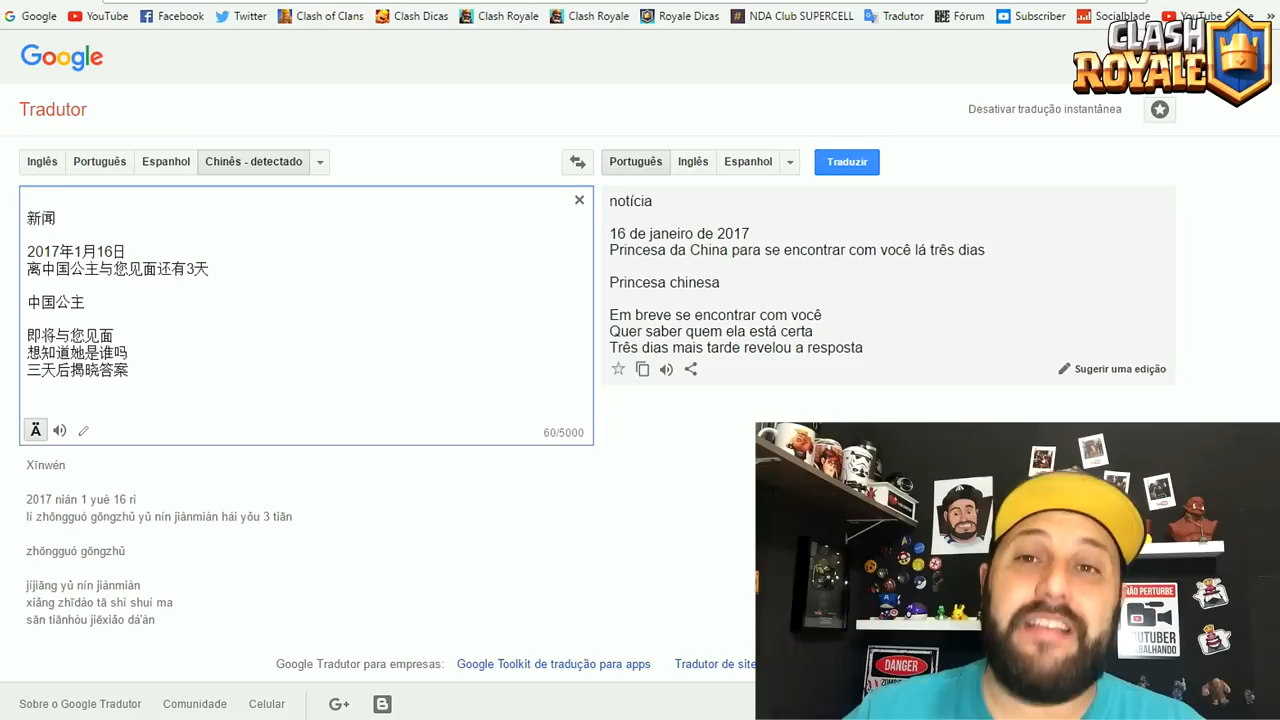 Google
YouTube
Facebook
Twitter
Clash of Clans
Clash Dicas
Clash Royale
Clash Royale
Royale Dicas
NDA Club SUPERCELL
Tradutor
Fórum
Subscriber
Socialblade
»
Google
CLASH
ROYALE
Tradutor
Desativar tradução instantânea
Inglês
Português
Espanhol
Chinês - detectado
Português
Inglês
Espanhol
Traduzir
新闻
2017年1月16日
离中国公主与您见面还有3天
中国公主
即将与您见面
想知道她是谁吗
三天后揭晓答案
Ä
60/5000
notícia
16 de janeiro de 2017
Princesa da China para se encontrar com você lá três dias
Princesa chinesa
Em breve se encontrar com você
Quer saber quem ela está certa
Três dias mais tarde revelou a resposta
Sugerir uma edição
Xīnwén
2017 nián 1 yuè 16 rì
lí zhōngguó gōngzhǔ yǔ nín jiànmiàn hái yǒu 3 tiān
zhōngguó gōngzhǔ
jíjiāng yǔ nín jiànmiàn
xiǎng zhīdào tā shì shuí ma
sān tiānhòu jiēxiǎo dá'àn
NÃO PERTURBE
DANGER
Google Tradutor para empresas:
Google Toolkit de tradução para apps
Tradutor de site
Sobre o Google Tradutor
Comunidade
Celular
G+